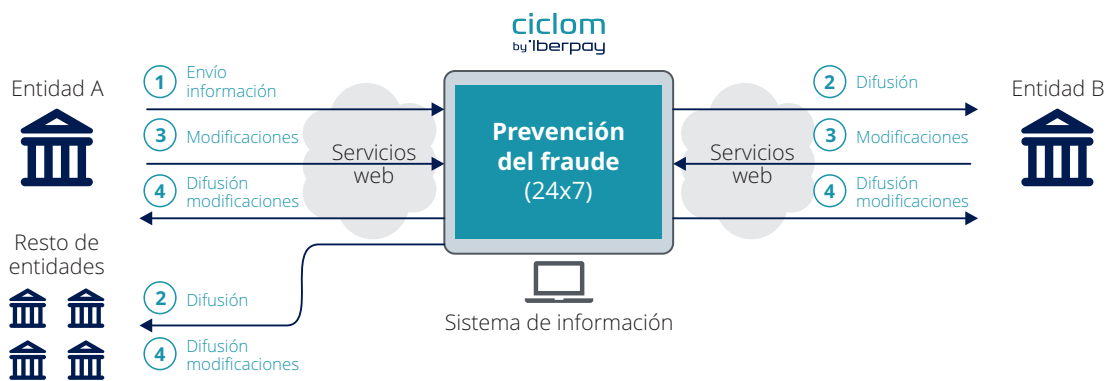 ciclom
by Iberpay
Entidad A
1 Envío
información
3 Modificaciones
4 Difusión
modificaciones
Servicios
web
Prevención
del fraude
(24x7)
Servicios
web
2 Difusión
3 Modificaciones
4 Difusión
modificaciones
Entidad B
Resto de
entidades
2 Difusión
4 Difusión
modificaciones
Sistema de información